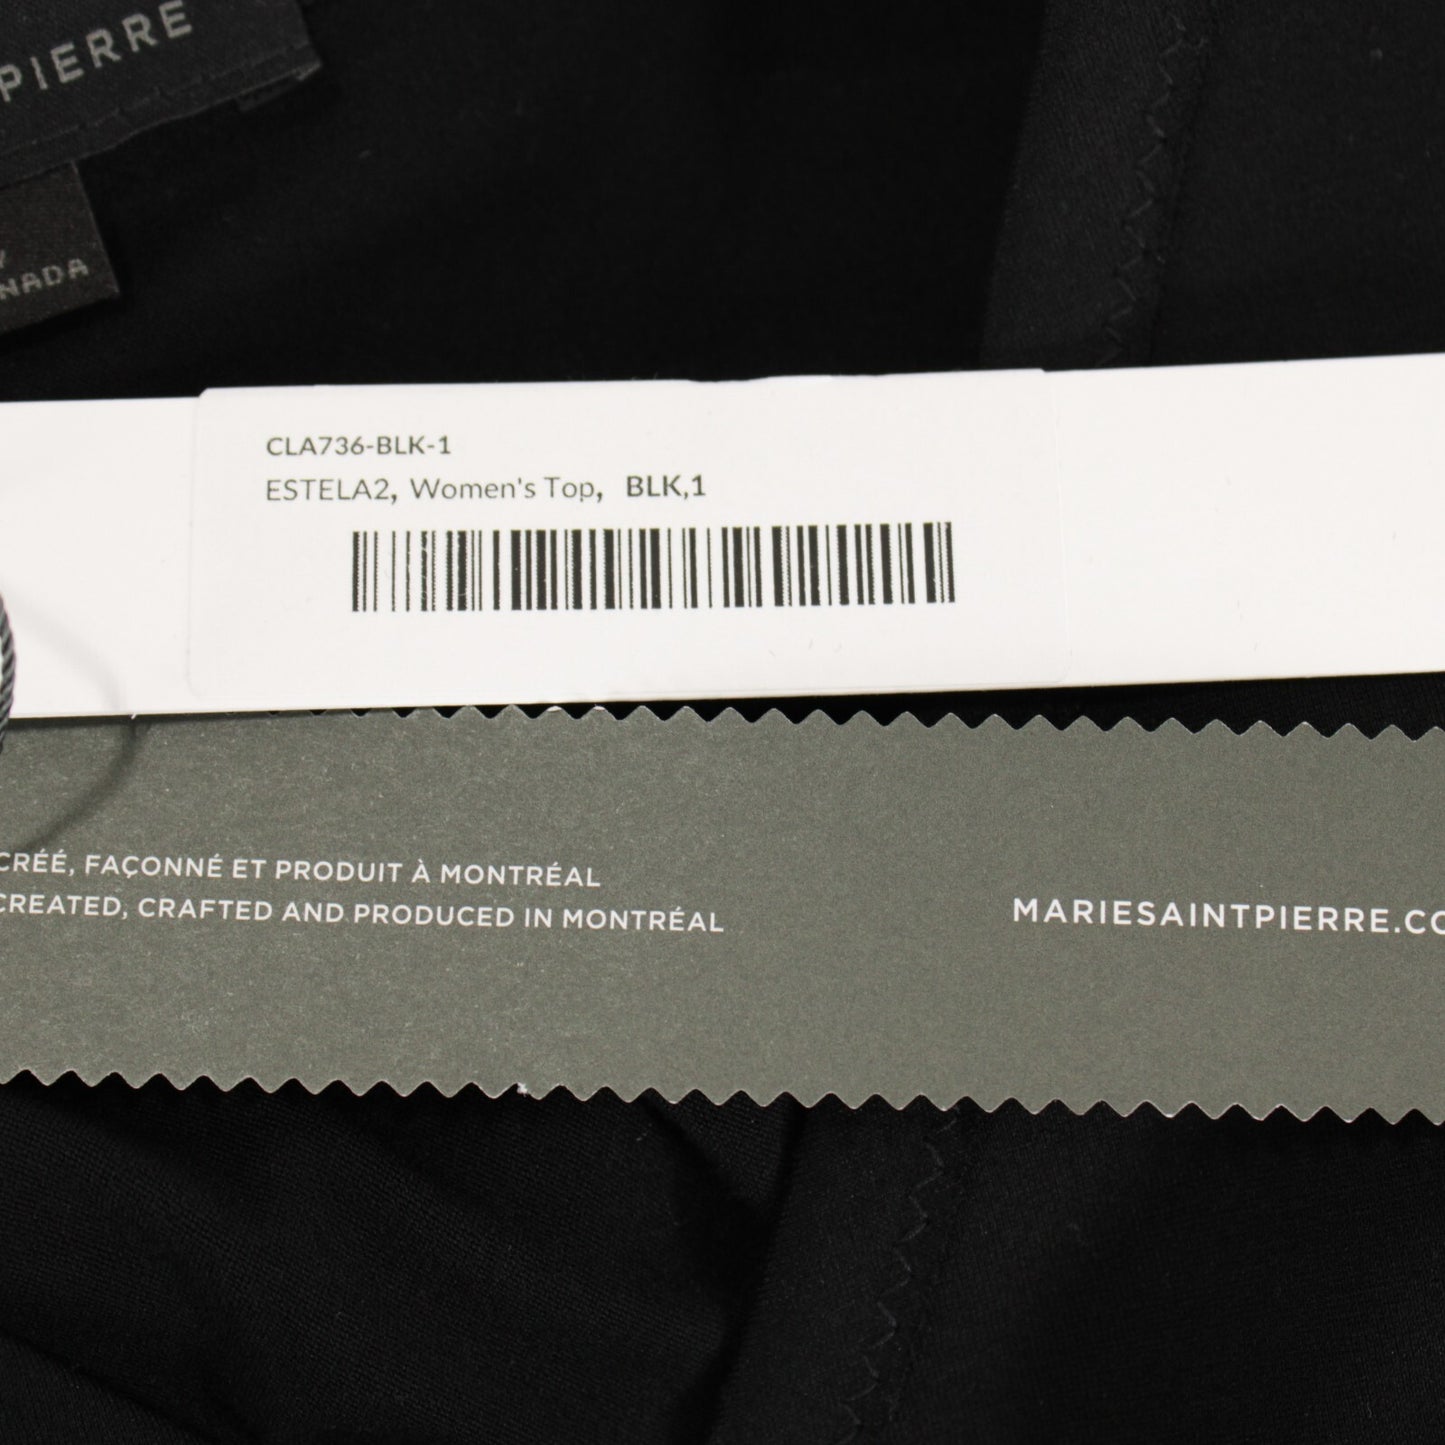 PIERRE
NADA
CLA736-BLK-1
ESTELA2, Women's Top, BLK,1
CRÉÉ, FAÇONNÉ ET PRODUIT À MONTRÉAL
CREATED, CRAFTED AND PRODUCED IN MONTRÉAL
MARIESAINTPIERRE.CO